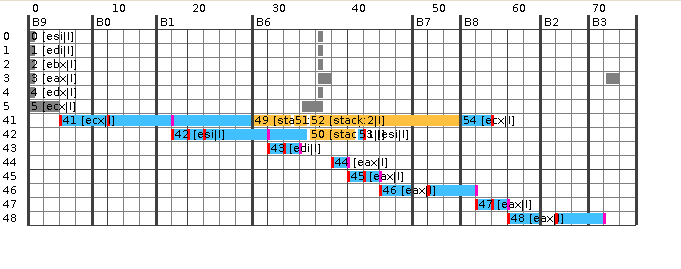 0 10 20 30 40 50 60 70
B9 B0 B1 B6 B7 B8 B2 B3
0 0 [esi|I]
1 1 [edi|I]
2 2 [ebx|I]
3 3 [eax|I]
4 4 [edx|I]
5 5 [ecx|I]
41 41 [ecx|I] 49 [sta 51 52 [stack:2|I] 54 [ecx|I]
42 42 [esi|I] 50 [stac [esi|I]
43 43 [edi|I]
44 44 [eax|I]
45 45 [eax|I]
46 46 [eax|I]
47 47 [eax|I]
48 48 [eax|I]